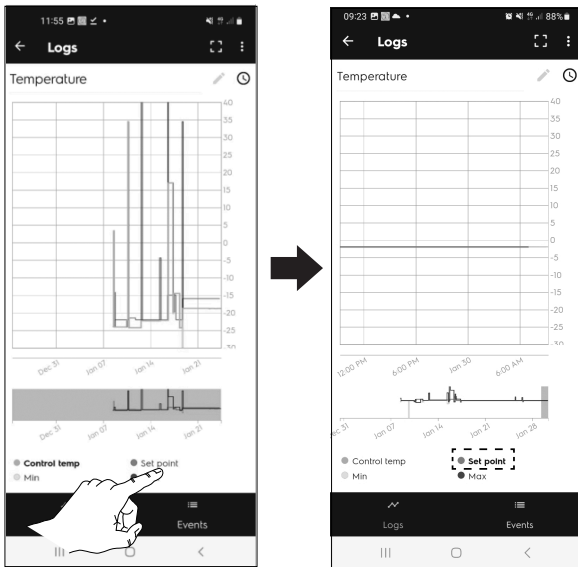 11:55
Logs
Temperature
40
35
30
25
20
15
10
5
0
-5
-10
-15
-20
-25
-30
Dec 31 Jan 07 Jan 14 Jan 21
Dec 31 Jan 07 Jan 14 Jan 21
Control temp Set point
Min
Events
09:23 88%
Logs
Temperature
40
35
30
25
20
15
10
5
0
-5
-10
-15
-20
-25
-30
12:00 PM 6:00 PM Jan 30 6:00 AM
Jan 07 Jan 14 Jan 21 Jan 28
Control temp Set point
Min Max
Logs Events